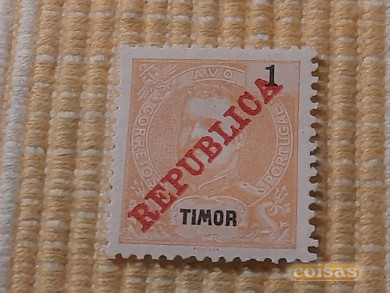 AVO
1
CORREIO
PORTUGAL
REPUBLICA
TIMOR
coisas